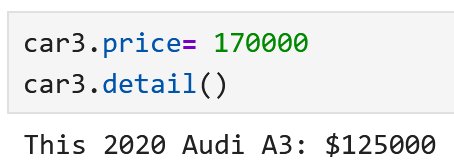 car3.price= 170000
car3.detail()
This 2020 Audi A3: $125000